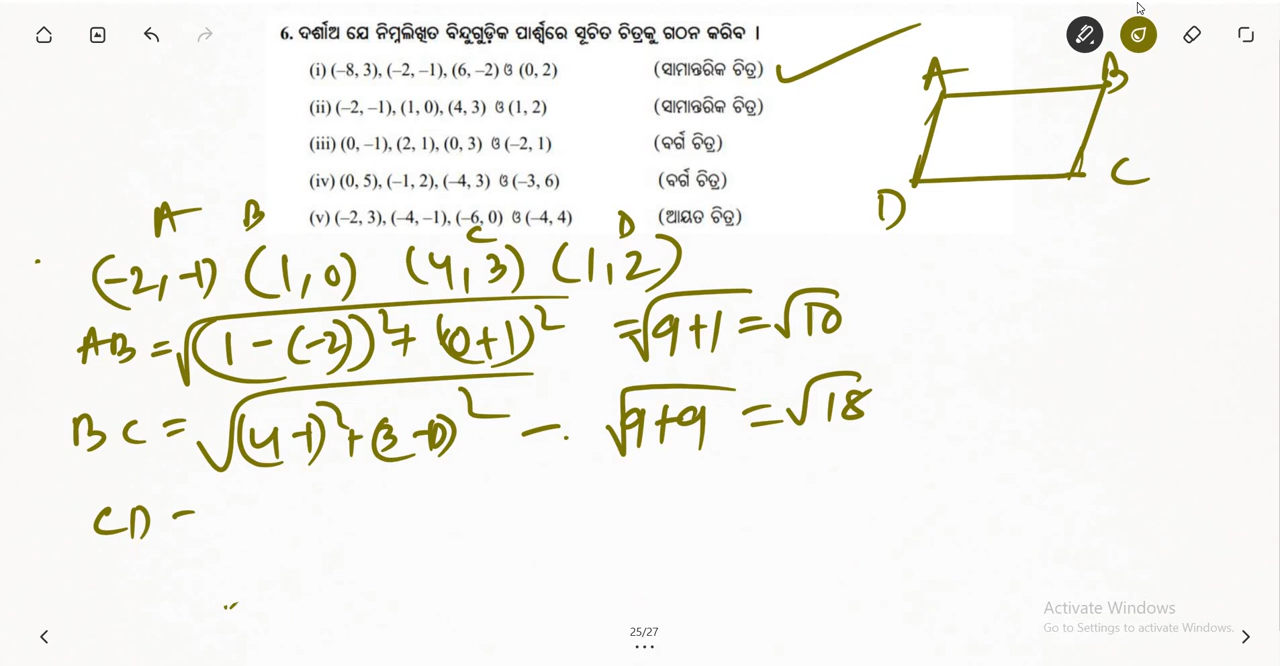 6. ଦର୍ଶାଅ ଯେ ନିମ୍ନଲିଖିତ ବିନ୍ଦୁଗୁଡ଼ିକ ପାର୍ଶ୍ୱରେ ସୂଚିତ ଚିତ୍ରକୁ ଗଠନ କରିବ ।
(i) (–8, 3), (–2, –1), (6, –2) ଓ (0, 2) (ସାମାନ୍ତରିକ ଚିତ୍ର)
(ii) (–2, –1), (1, 0), (4, 3) ଓ (1, 2) (ସାମାନ୍ତରିକ ଚିତ୍ର)
(iii) (0, –1), (2, 1), (0, 3) ଓ (–2, 1) (ବର୍ଗ ଚିତ୍ର)
(iv) (0, 5), (–1, 2), (–4, 3) ଓ (–3, 6) (ବର୍ଗ ଚିତ୍ର)
(v) (–2, 3), (–4, –1), (–6, 0) ଓ (–4, 4) (ଆୟତ ଚିତ୍ର)
A B
D C
A B C D
(-2, -1) (1, 0) (4, 3) (1, 2)
AB = √(1 - (-2))² + (0+1)² = √9+1 = √10
BC = √(4-1)² + (3-0)² - √9+9 = √18
CD -
Activate Windows
Go to Settings to activate Windows.
25/27